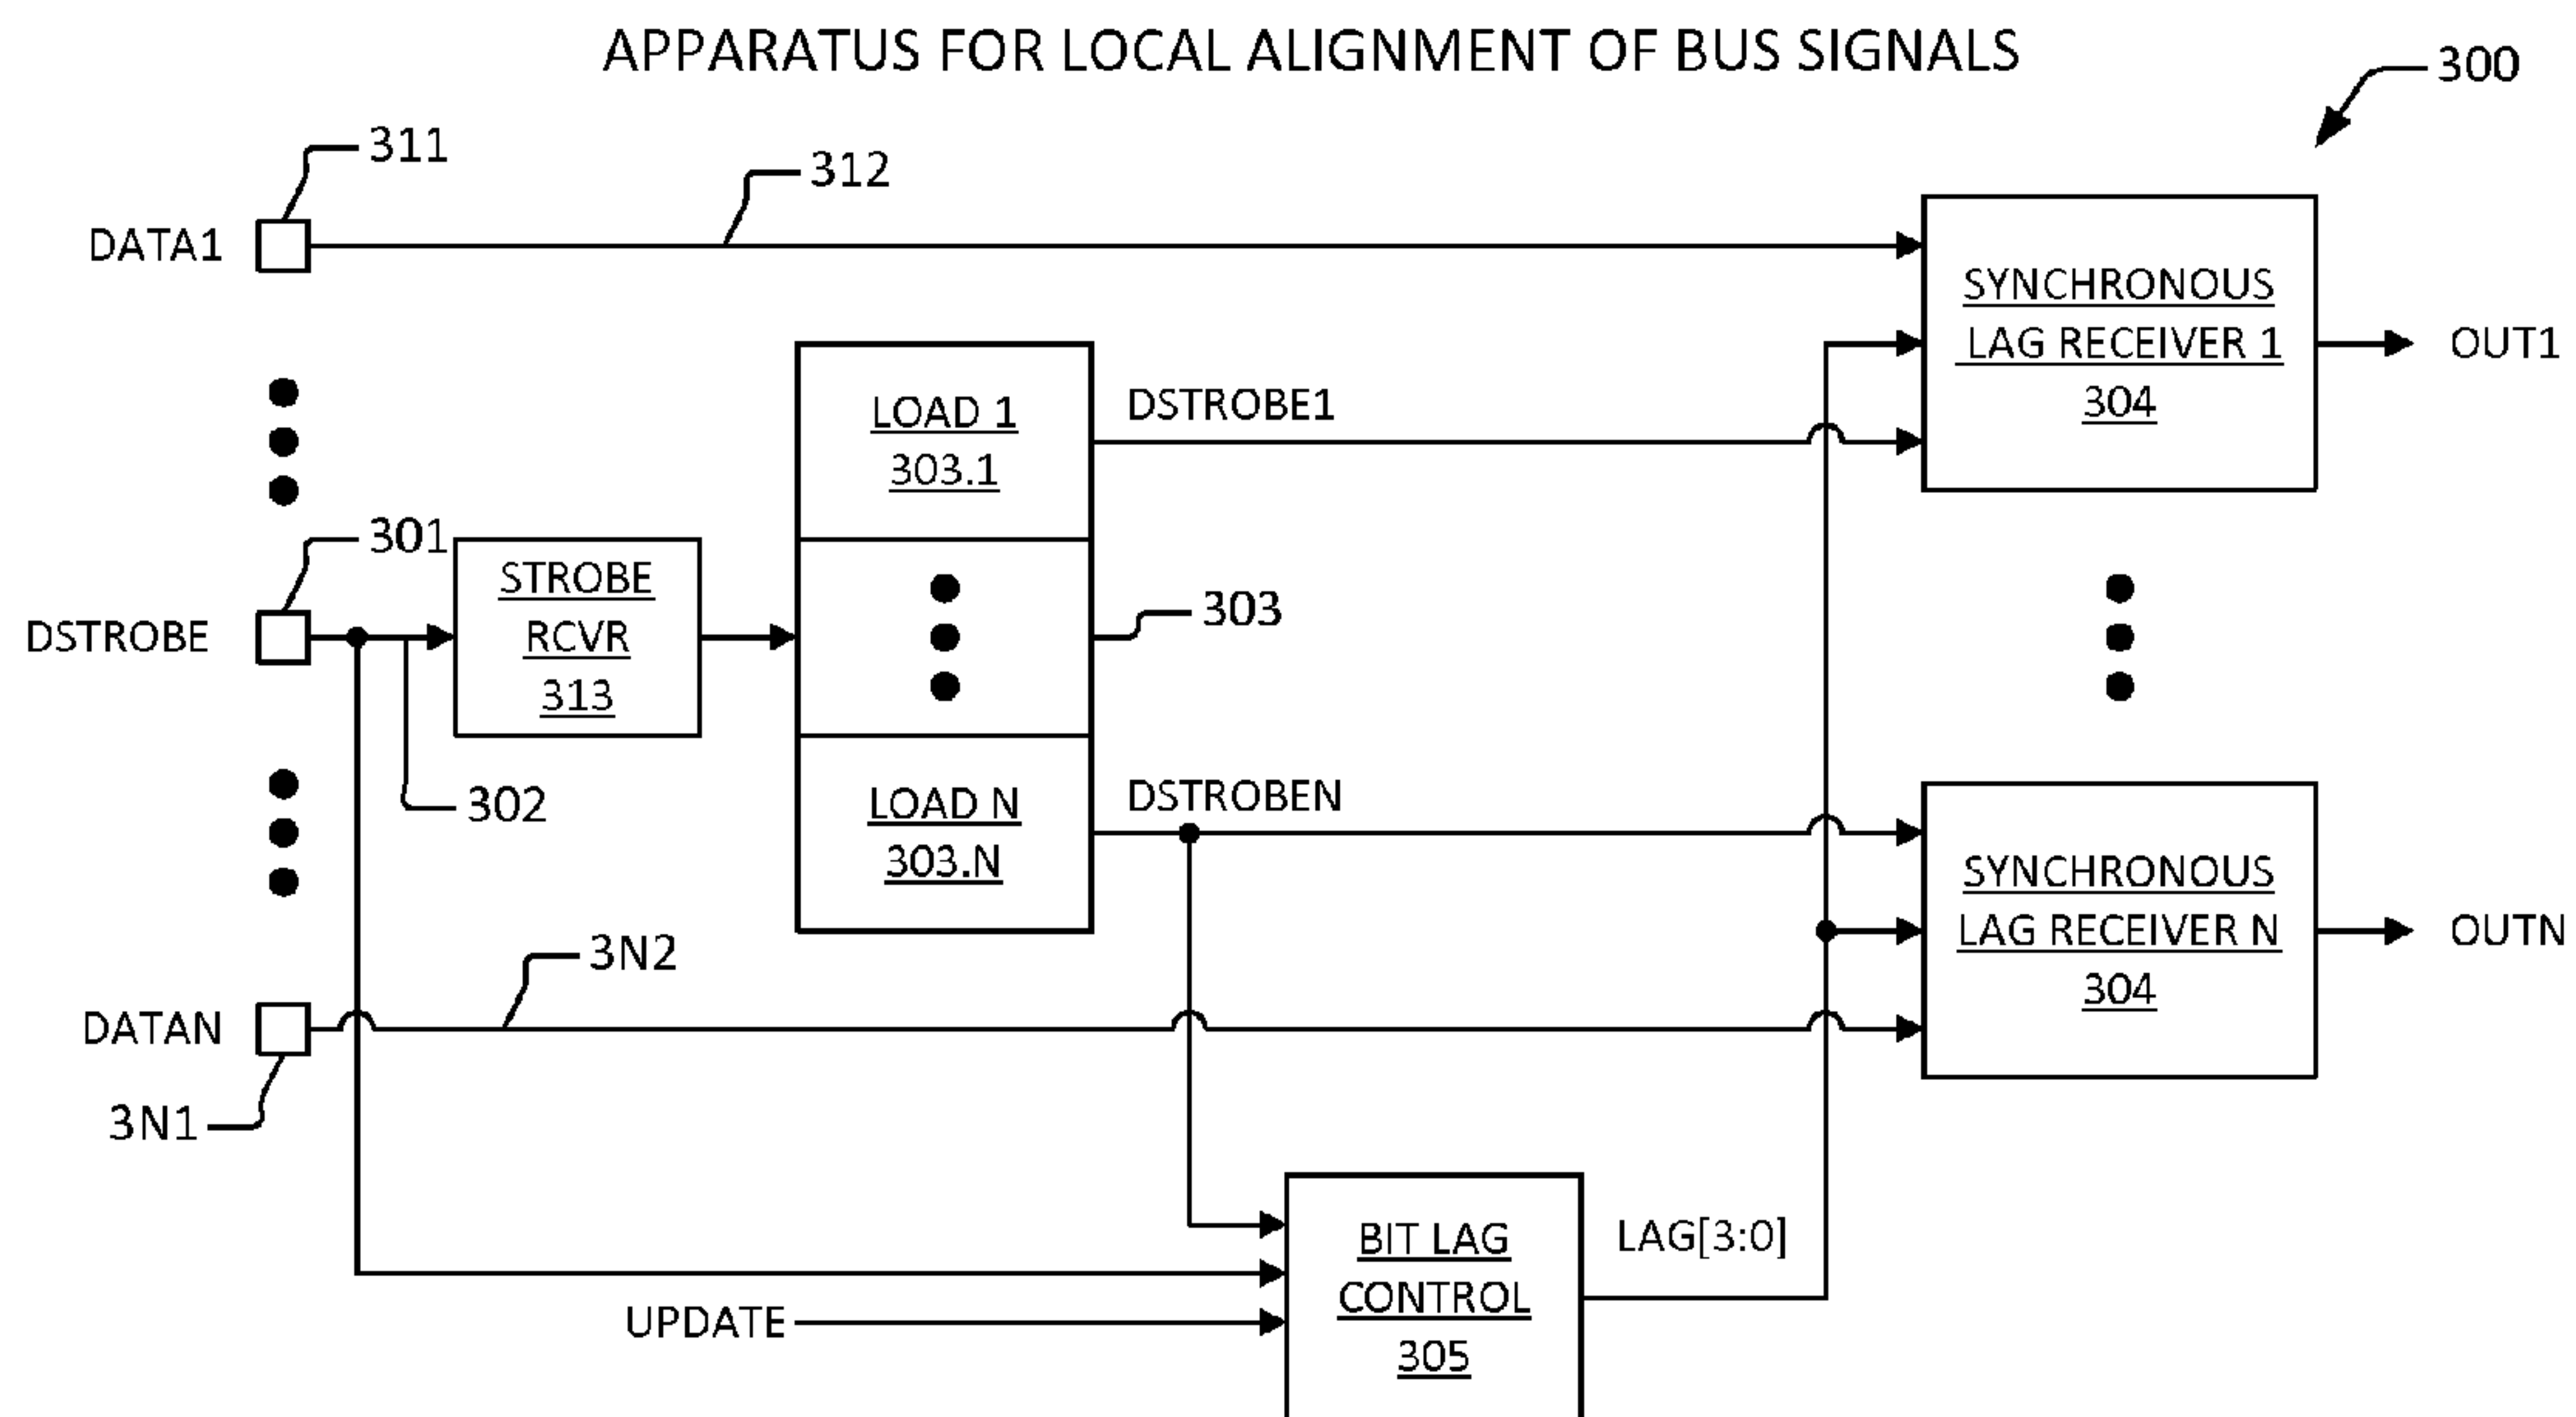 APPARATUS FOR LOCAL ALIGNMENT OF BUS SIGNALS
300
311
312
DATA1
SYNCHRONOUS
LAG RECEIVER 1
304
OUT1
LOAD 1
303.1
DSTROBE1
301
DSTROBE
STROBE
RCVR
313
303
302
LOAD N
303.N
DSTROBEN
SYNCHRONOUS
LAG RECEIVER N
304
OUTN
3N2
DATAN
3N1
BIT LAG
CONTROL
305
LAG[3:0]
UPDATE